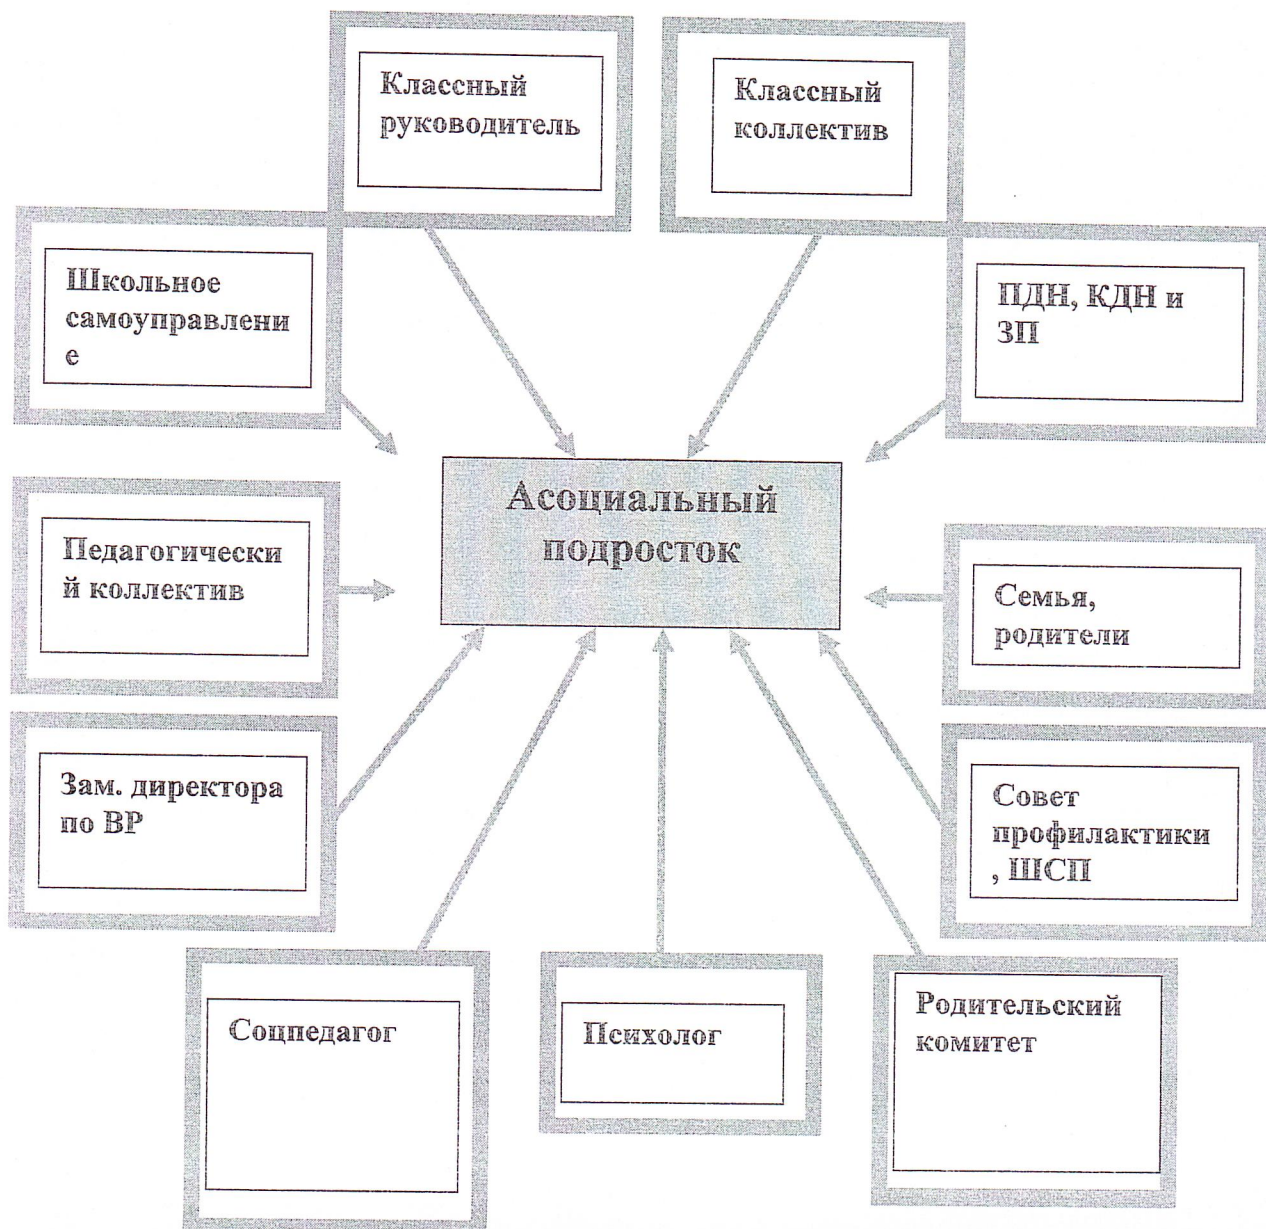 Классный
руководитель
Классный
коллектив
Школьное
самоуправлени
е
ПДН, КДН и
ЗП
Асоциальный
подросток
Педагогически
й коллектив
Семья,
родители
Зам. директора
по ВР
Совет
профилактики
, ШСП
Соцпедагог
Психолог
Родительский
комитет